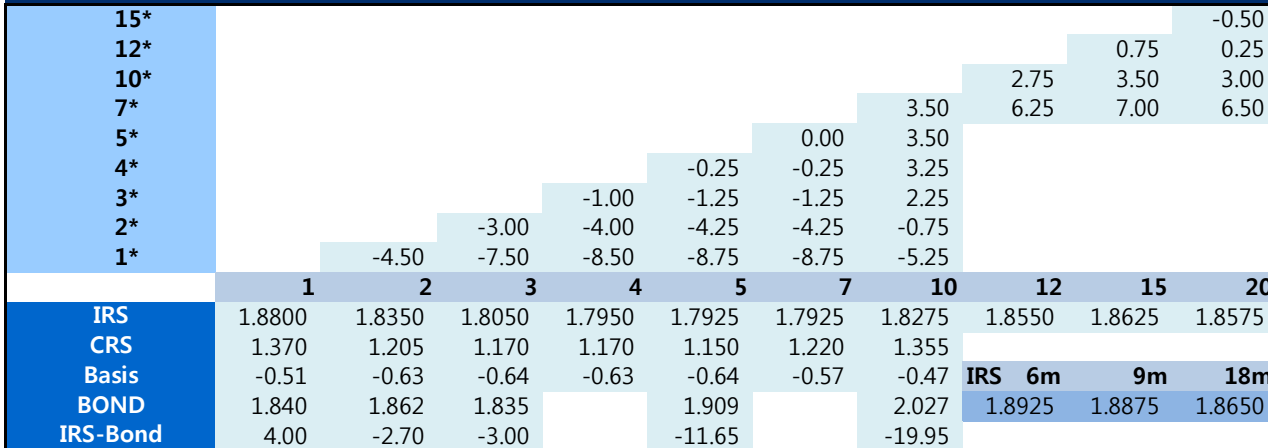 15* -0.50
12* 0.75 0.25
10* 2.75 3.50 3.00
7* 3.50 6.25 7.00 6.50
5* 0.00 3.50
4* -0.25 -0.25 3.25
3* -1.00 -1.25 -1.25 2.25
2* -3.00 -4.00 -4.25 -4.25 -0.75
1* -4.50 -7.50 -8.50 -8.75 -8.75 -5.25
1 2 3 4 5 7 10 12 15 20
IRS 1.8800 1.8350 1.8050 1.7950 1.7925 1.7925 1.8275 1.8550 1.8625 1.8575
CRS 1.370 1.205 1.170 1.170 1.150 1.220 1.355
Basis -0.51 -0.63 -0.64 -0.63 -0.64 -0.57 -0.47 IRS 6m 9m 18m
BOND 1.840 1.862 1.835 1.909 2.027 1.8925 1.8875 1.8650
IRS-Bond 4.00 -2.70 -3.00 -11.65 -19.95